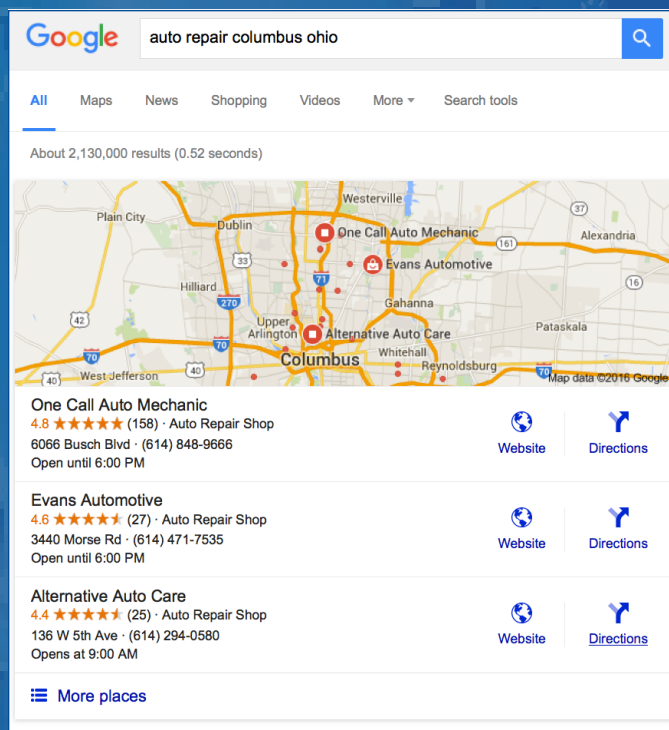 Google auto repair columbus ohio
All Maps News Shopping Videos More Search tools
About 2,130,000 results (0.52 seconds)
Westerville
37
Plain City
Dublin
One Call Auto Mechanic
161
Alexandria
33
Evans Automotive
71
16
Hilliard
270
Gahanna
42
Upper
Arlington
Alternative Auto Care
Pataskala
70
70
Columbus
Whitehall
Reynoldsburg
40
West Jefferson
40
70
Map data ©2016 Google
One Call Auto Mechanic
4.8 ★★★★★ (158) · Auto Repair Shop
6066 Busch Blvd · (614) 848-9666
Open until 6:00 PM
Website
Directions
Evans Automotive
4.6 ★★★★★ (27) · Auto Repair Shop
3440 Morse Rd · (614) 471-7535
Open until 6:00 PM
Website
Directions
Alternative Auto Care
4.4 ★★★★★ (25) · Auto Repair Shop
136 W 5th Ave · (614) 294-0580
Opens at 9:00 AM
Website
Directions
More places